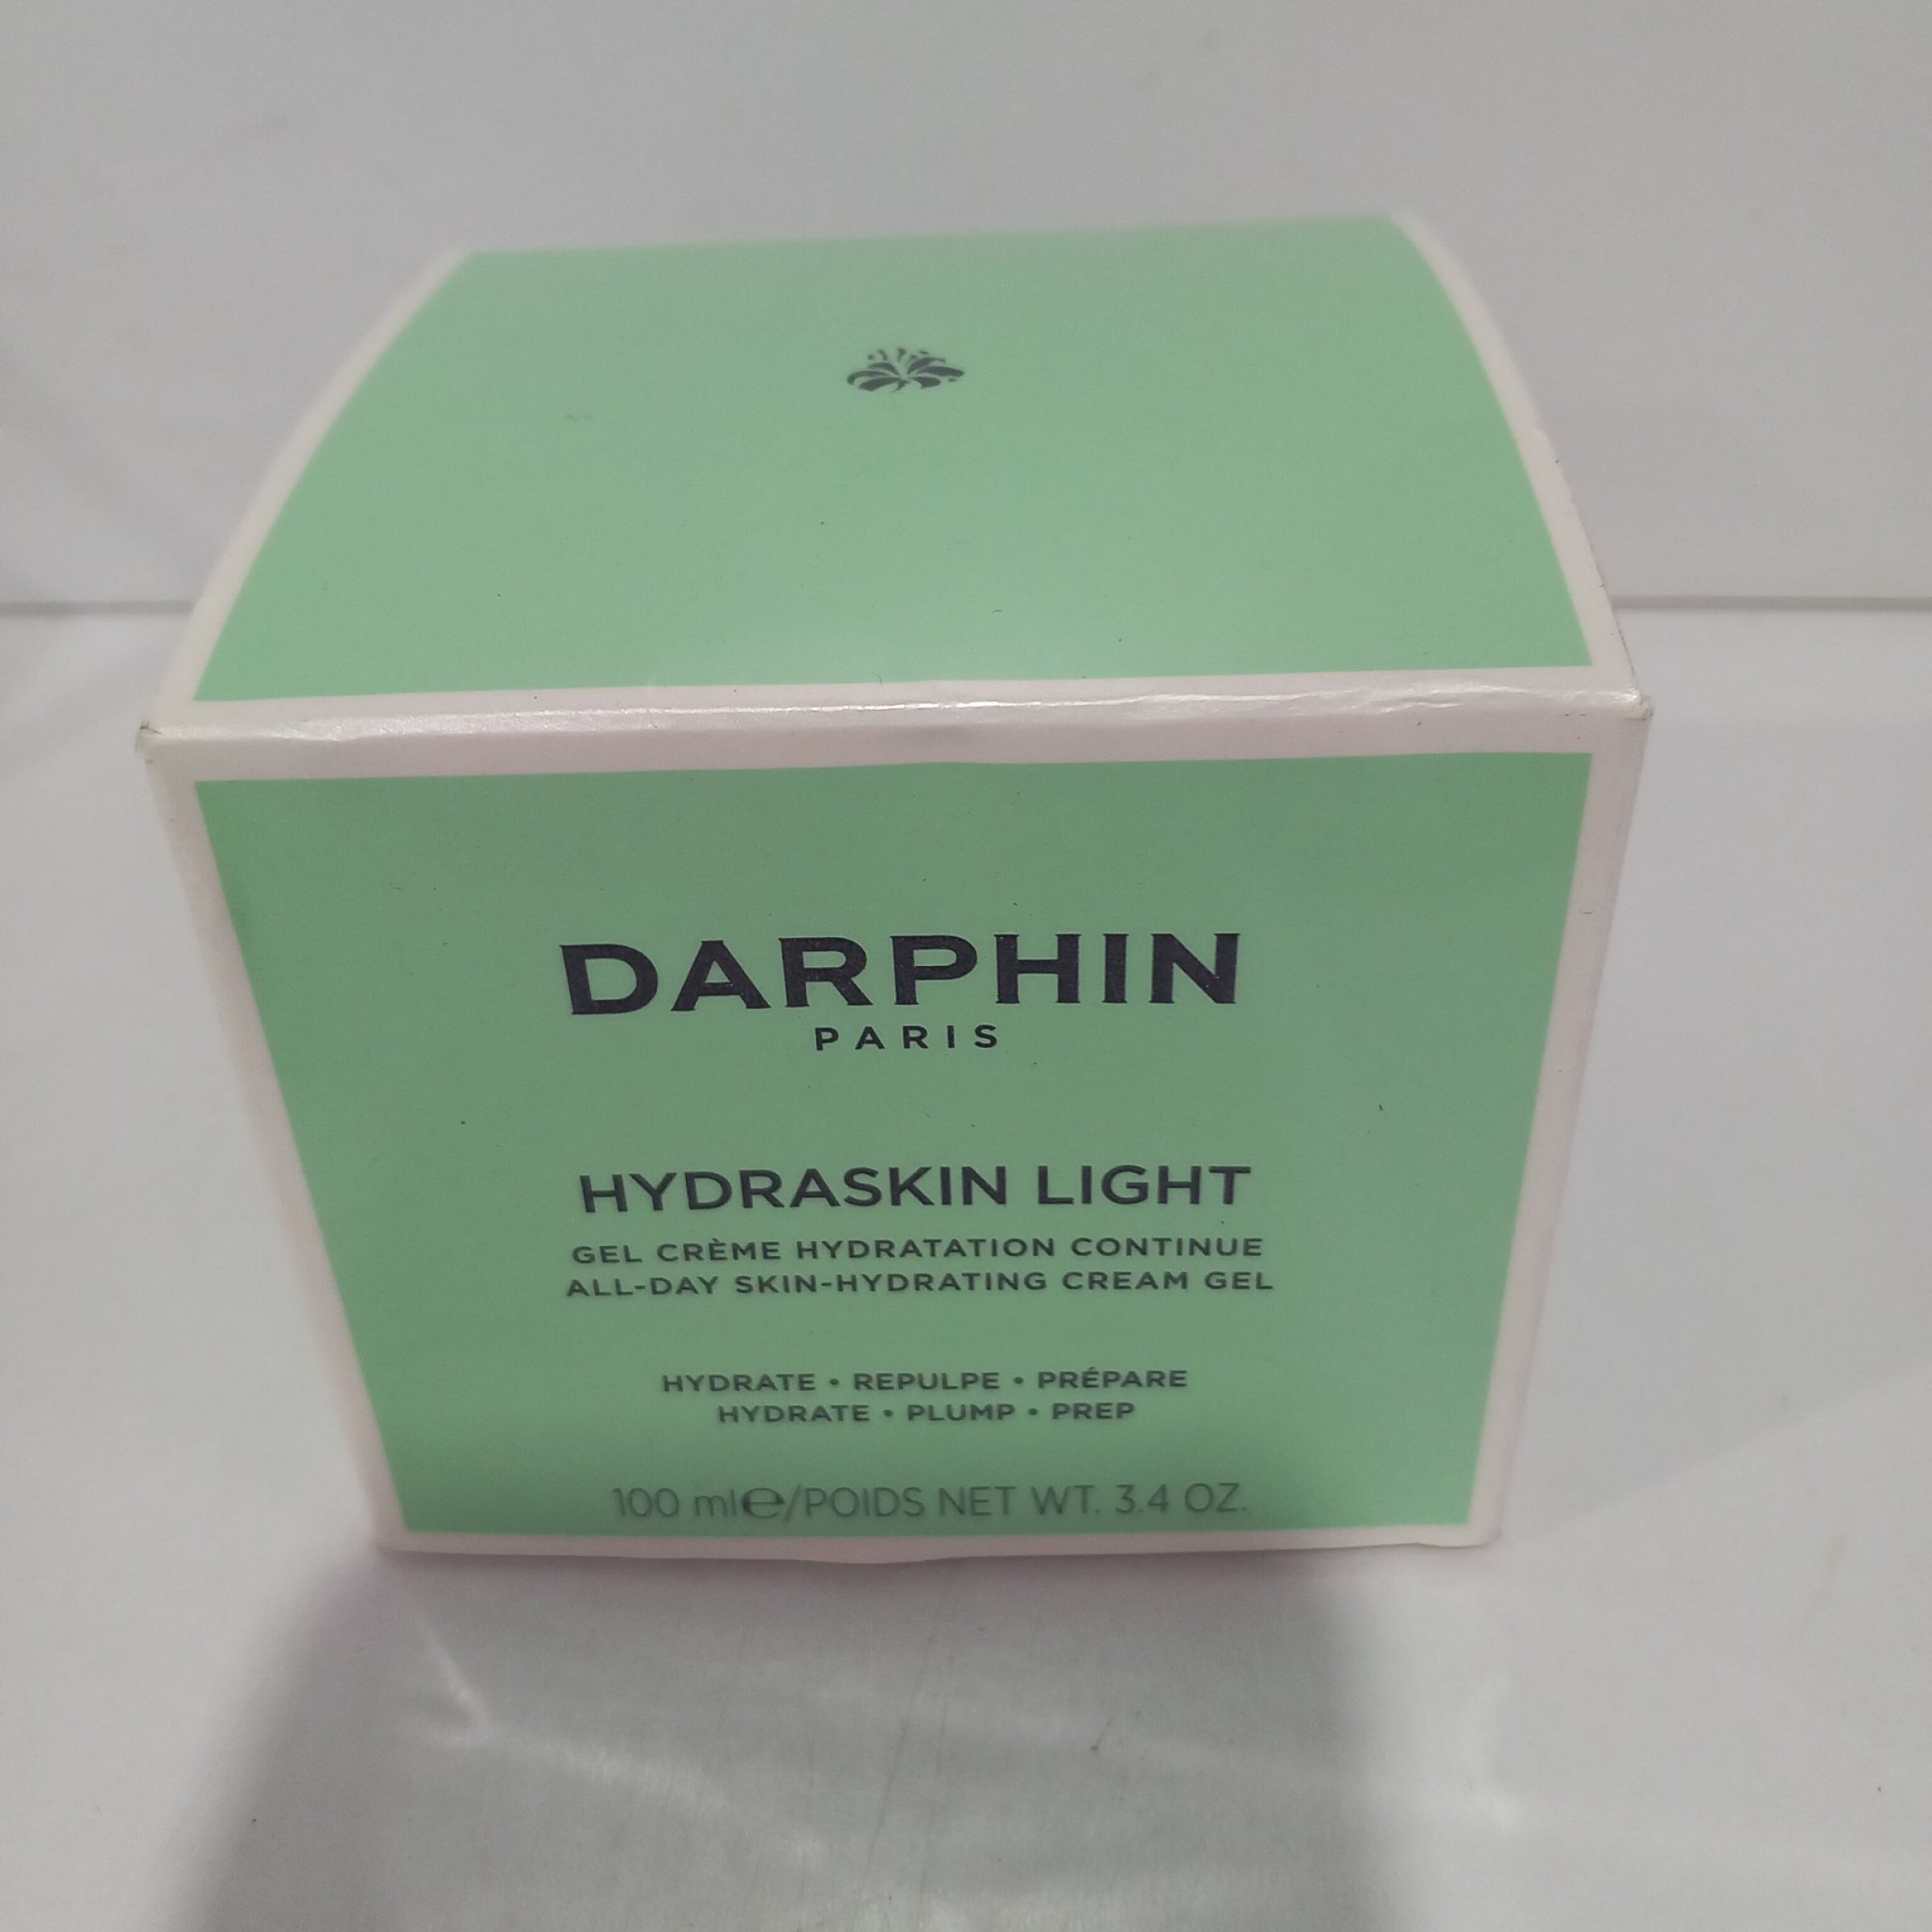 DARPHIN
PARIS
HYDRASKIN LIGHT
GEL CRÈME HYDRATATION CONTINUE
ALL-DAY SKIN-HYDRATING CREAM GEL
HYDRATE • REPULPE • PRÉPARE
HYDRATE • PLUMP • PREP
100 ml℮/POIDS NET WT. 3.4 OZ.